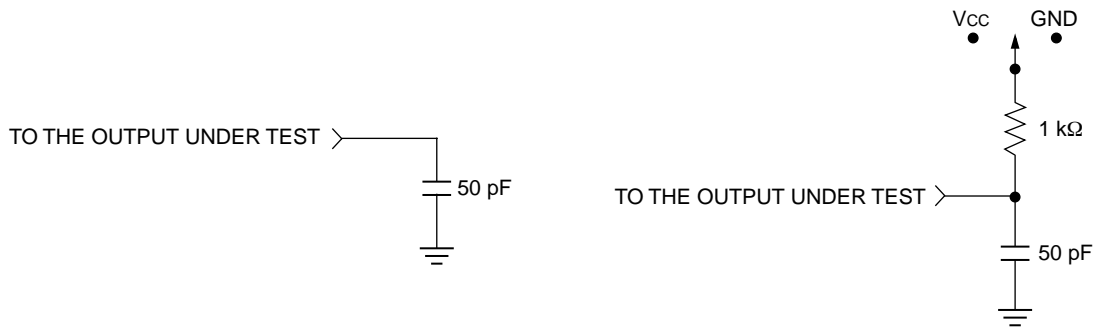 TO THE OUTPUT UNDER TEST
50 pF
VCC
GND
1 kΩ
TO THE OUTPUT UNDER TEST
50 pF